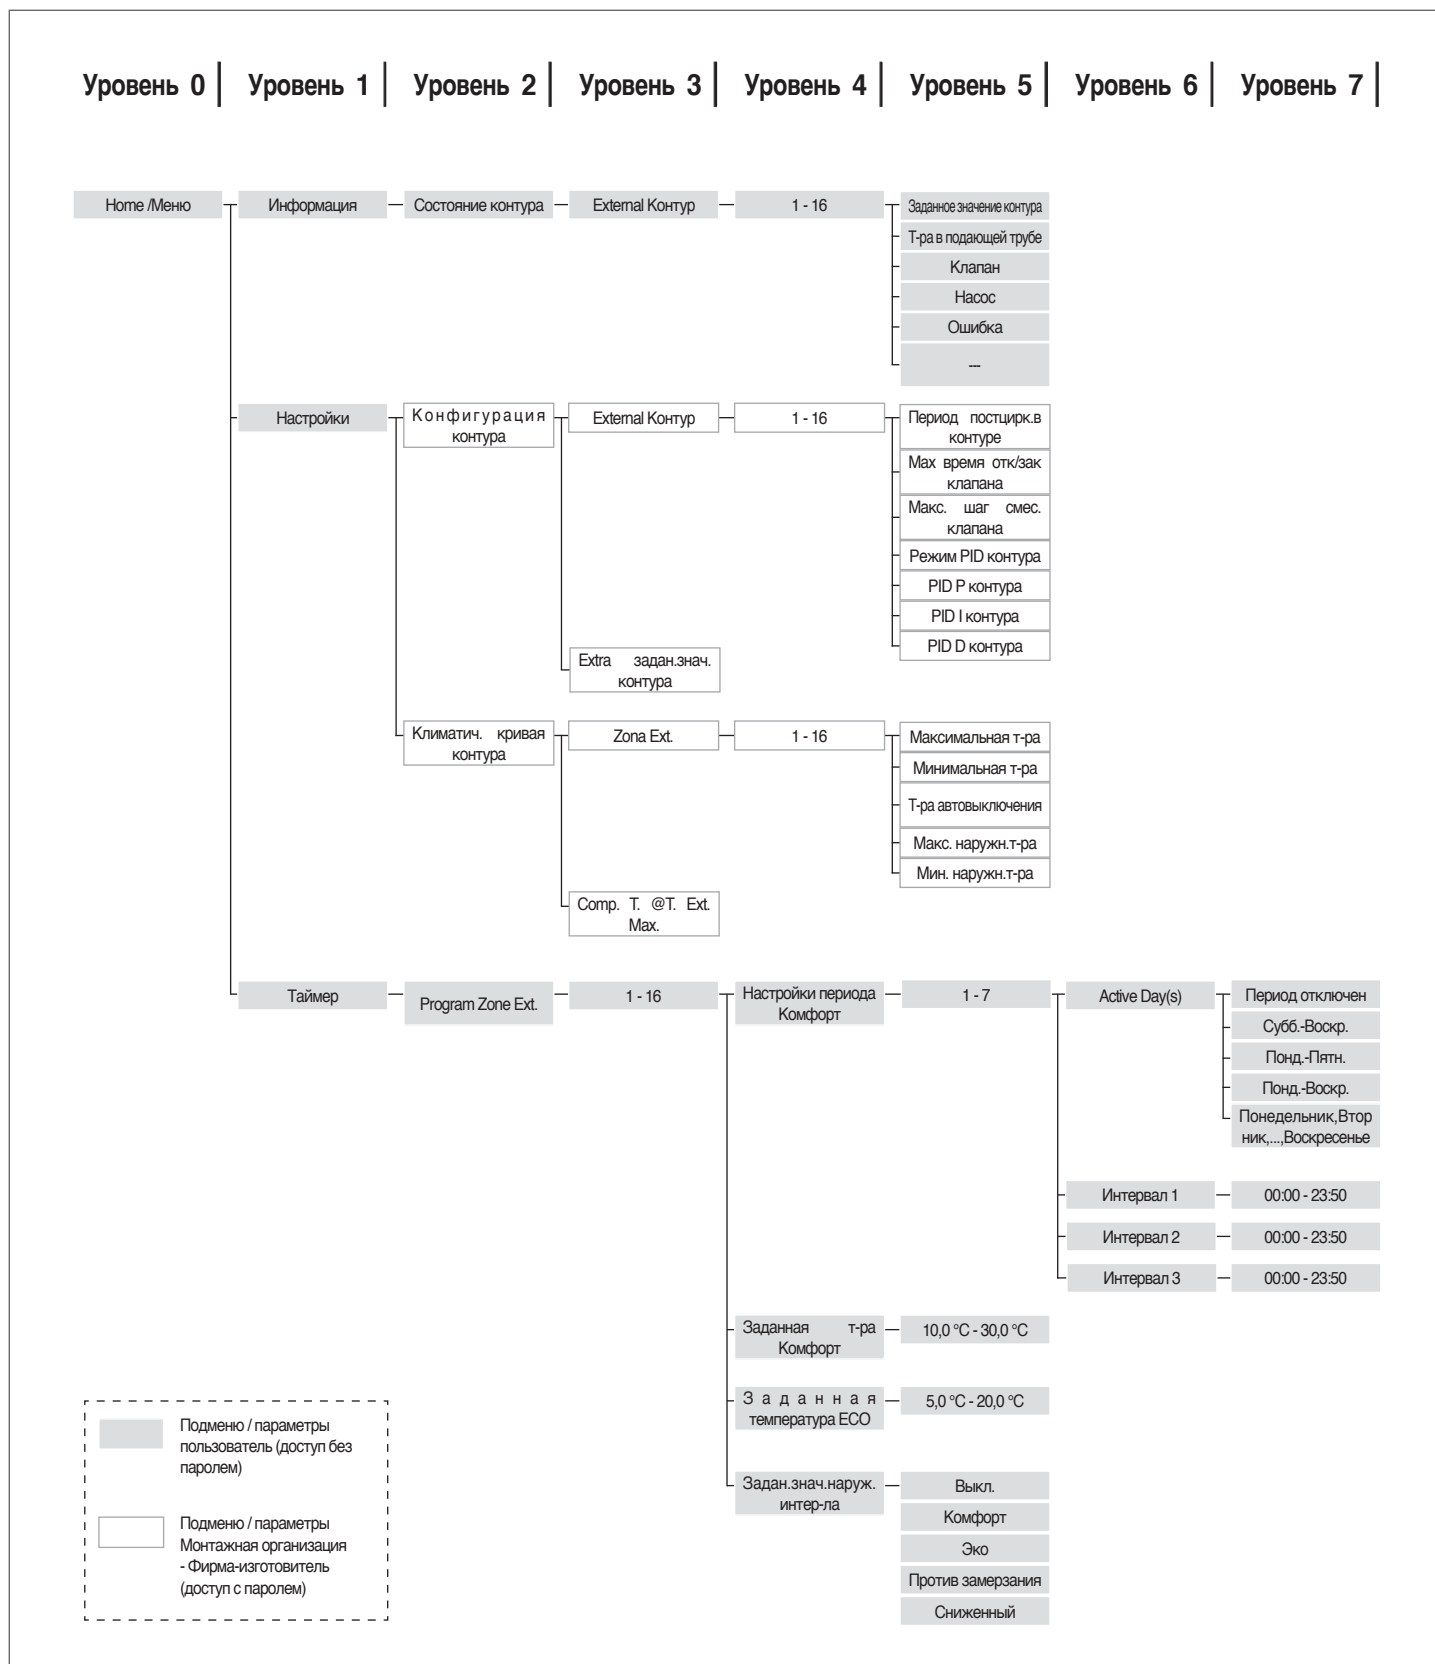 Уровень 0
Уровень 1
Уровень 2
Уровень 3
Уровень 4
Уровень 5
Уровень 6
Уровень 7
Home /Меню
Информация
Состояние контура
External Контур
1 - 16
Заданное значение контура
Т-ра в подающей трубе
Клапан
Насос
Ошибка
---
Настройки
Конфигурация
контура
External Контур
1 - 16
Период постцирк.в
контуре
Max время отк/зак
клапана
Макс. шаг смес.
клапана
Режим PID контура
PID P контура
PID I контура
PID D контура
Extra задан.знач.
контура
Климатич. кривая
контура
Zona Ext.
1 - 16
Максимальная т-ра
Минимальная т-ра
Т-ра автовыключения
Макс. наружн.т-ра
Мин. наружн.т-ра
Comp. T. @T. Ext.
Max.
Таймер
Program Zone Ext.
1 - 16
Настройки периода
Комфорт
1 - 7
Active Day(s)
Период отключен
Субб.-Воскр.
Понд.-Пятн.
Понд.-Воскр.
Понедельник,Втор
ник,...,Воскресенье
Интервал 1
00:00 - 23:50
Интервал 2
00:00 - 23:50
Интервал 3
00:00 - 23:50
Заданная т-ра
Комфорт
10,0 °C - 30,0 °C
Заданная
температура ECO
5,0 °C - 20,0 °C
Задан.знач.наруж.
интер-ла
Выкл.
Комфорт
Эко
Против замерзания
Сниженный
Подменю / параметры
пользователь (доступ без
паролем)
Подменю / параметры
Монтажная организация
- Фирма-изготовитель
(доступ с паролем)